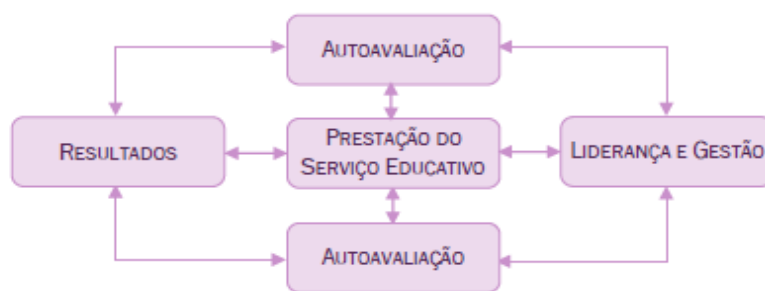 AUTOAVALIAÇÃO
RESULTADOS
PRESTAÇÃO DO
SERVIÇO EDUCATIVO
LIDERANÇA E GESTÃO
AUTOAVALIAÇÃO